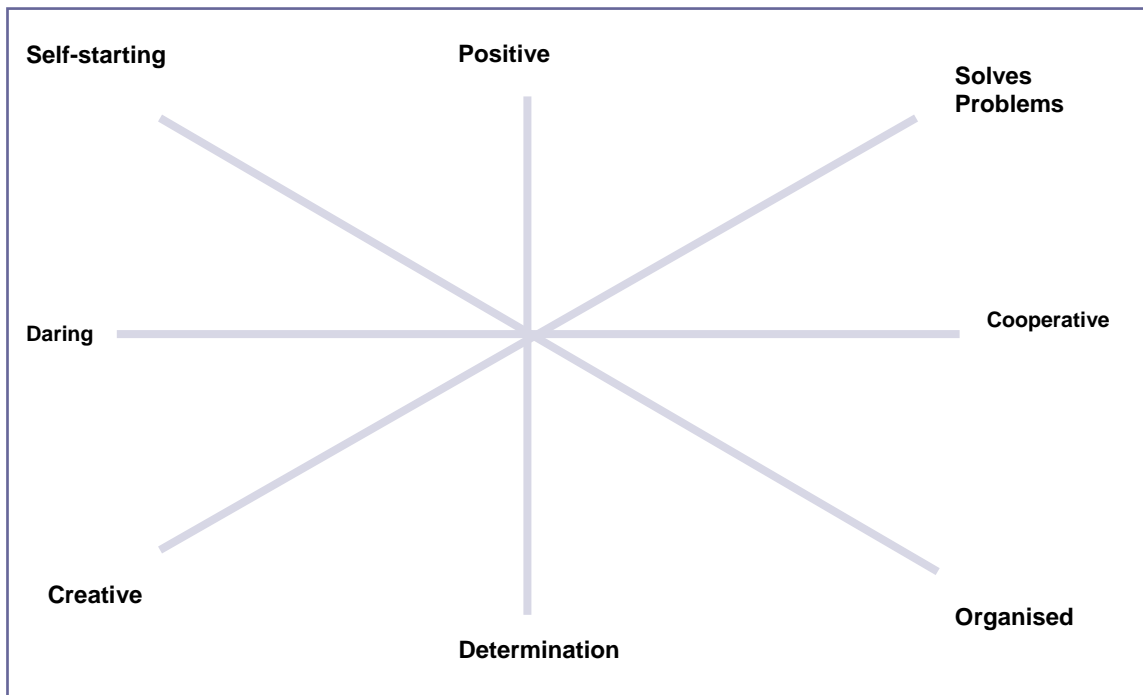 Self-starting
Positive
Solves
Problems
Daring
Cooperative
Creative
Organised
Determination